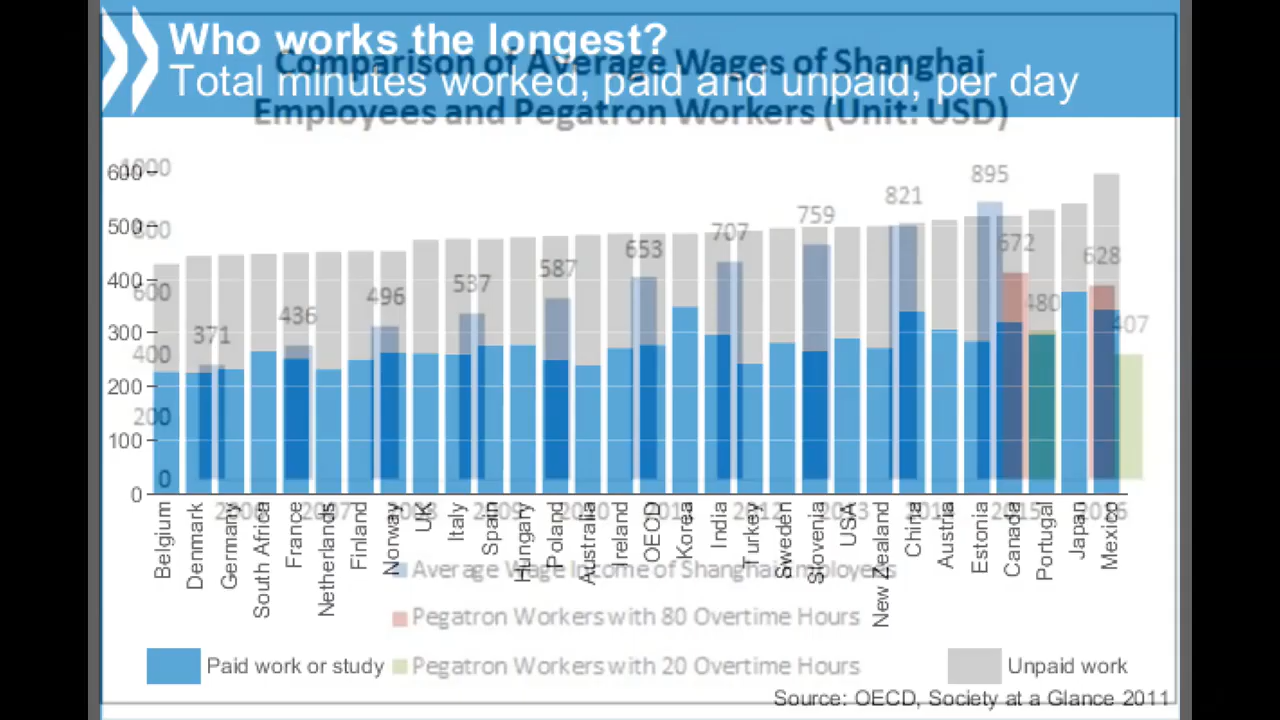 Who works the longest?
Total minutes worked, paid and unpaid, per day
Comparison of Average Wages of Shanghai
Employees and Pegatron Workers (Unit: USD)
600
500
400
300
200
100
0
1000
800
600
400
200
0
371
436
496
537
587
653
707
759
821
895
672
480
628
407
Belgium
Denmark
Germany
South Africa
France
Netherlands
Finland
Norway
UK
Italy
Spain
Hungary
Poland
Australia
Ireland
OECD
Korea
India
Turkey
Sweden
Slovenia
USA
New Zealand
China
Austria
Estonia
Canada
Portugal
Japan
Mexico
2006 2007 2008 2009 2010 2011 2012 2013 2014 2015 2016
Average Wage Income of Shanghai Employees
Pegatron Workers with 80 Overtime Hours
Pegatron Workers with 20 Overtime Hours
Paid work or study
Unpaid work
Source: OECD, Society at a Glance 2011